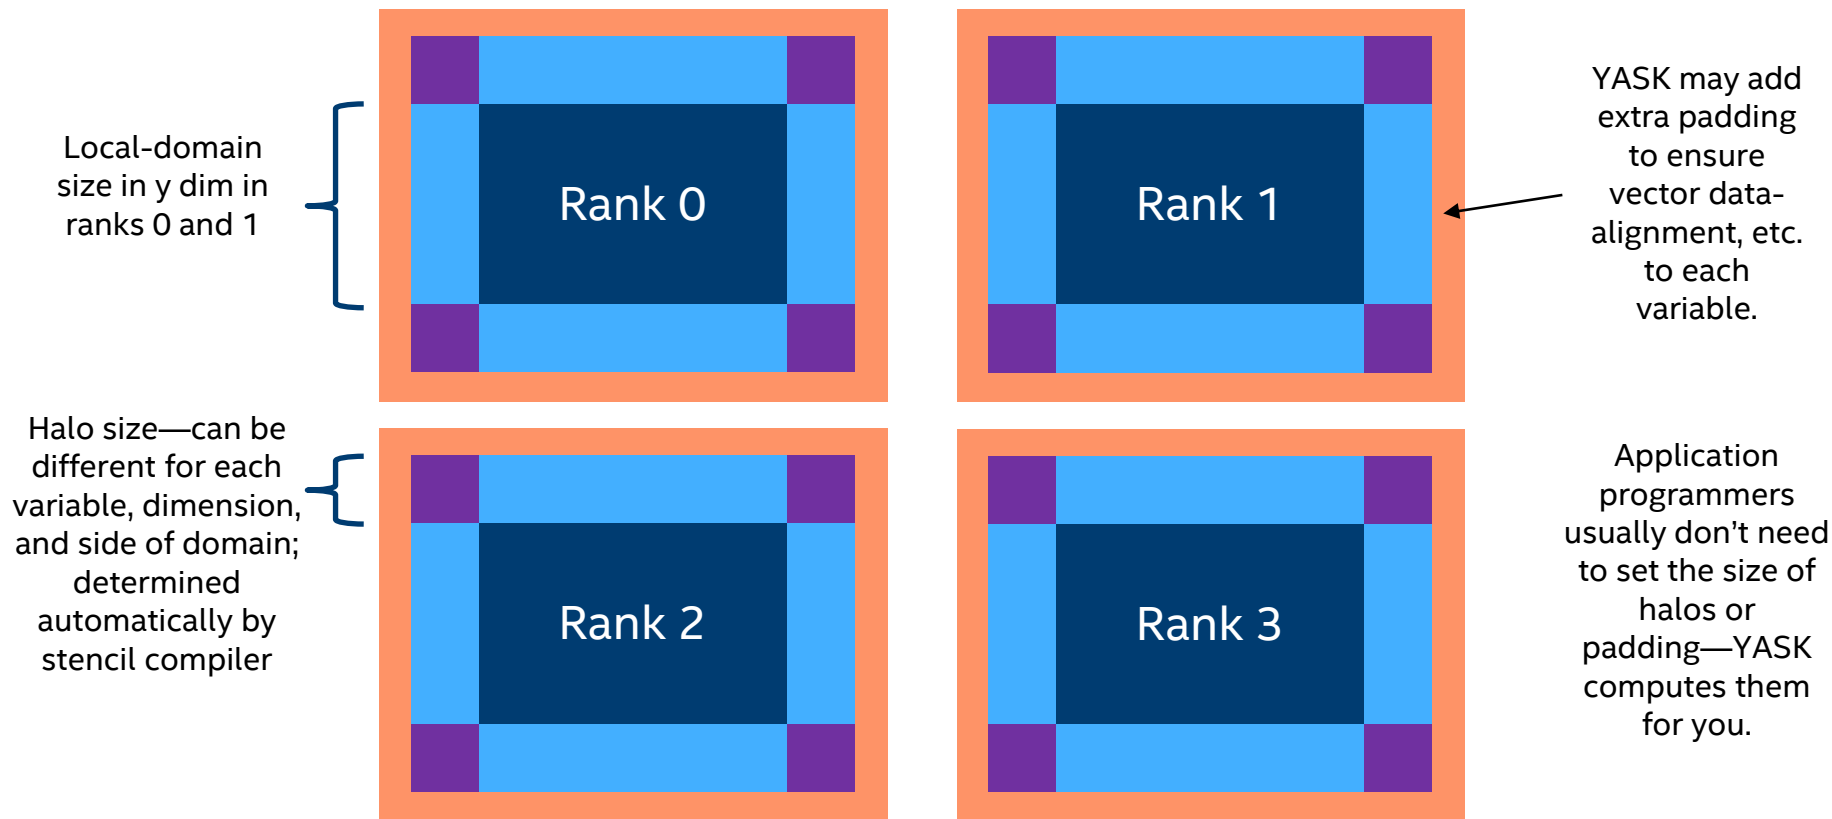 Local-domain
size in y dim in
ranks 0 and 1
Rank 0
Rank 1
YASK may add
extra padding
to ensure
vector data-
alignment, etc.
to each
variable.
Halo size—can be
different for each
variable, dimension,
and side of domain;
determined
automatically by
stencil compiler
Rank 2
Rank 3
Application
programmers
usually don’t need
to set the size of
halos or
padding—YASK
computes them
for you.